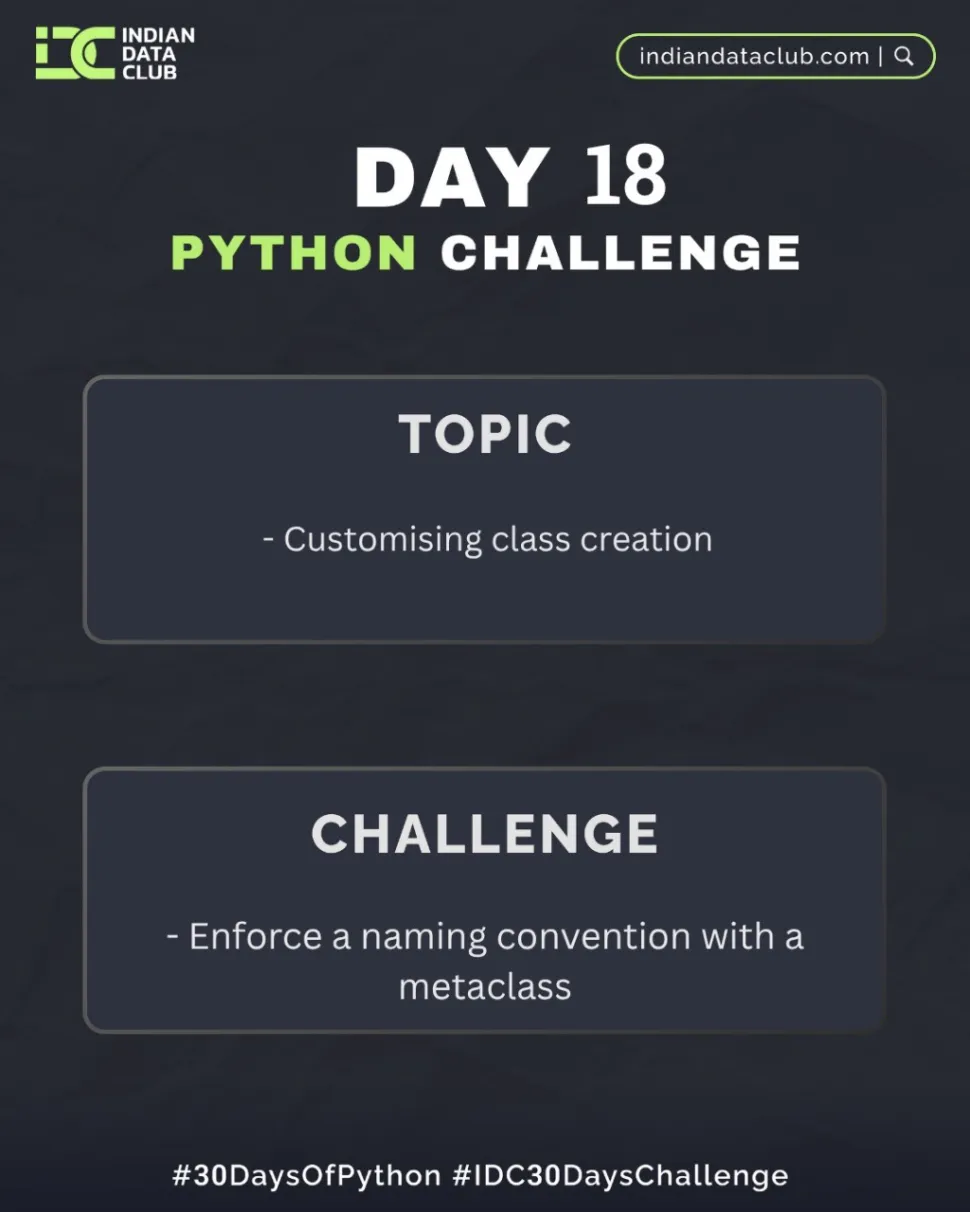 INDIAN
DATA
CLUB
indiandataclub.com |
DAY 18
PYTHON CHALLENGE
TOPIC
- Customising class creation
CHALLENGE
- Enforce a naming convention with a
metaclass
#30DaysOfPython #IDC30DaysChallenge